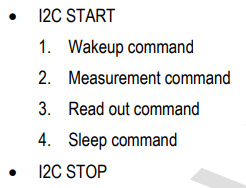 • I2C START
1. Wakeup command
2. Measurement command
3. Read out command
4. Sleep command
• I2C STOP